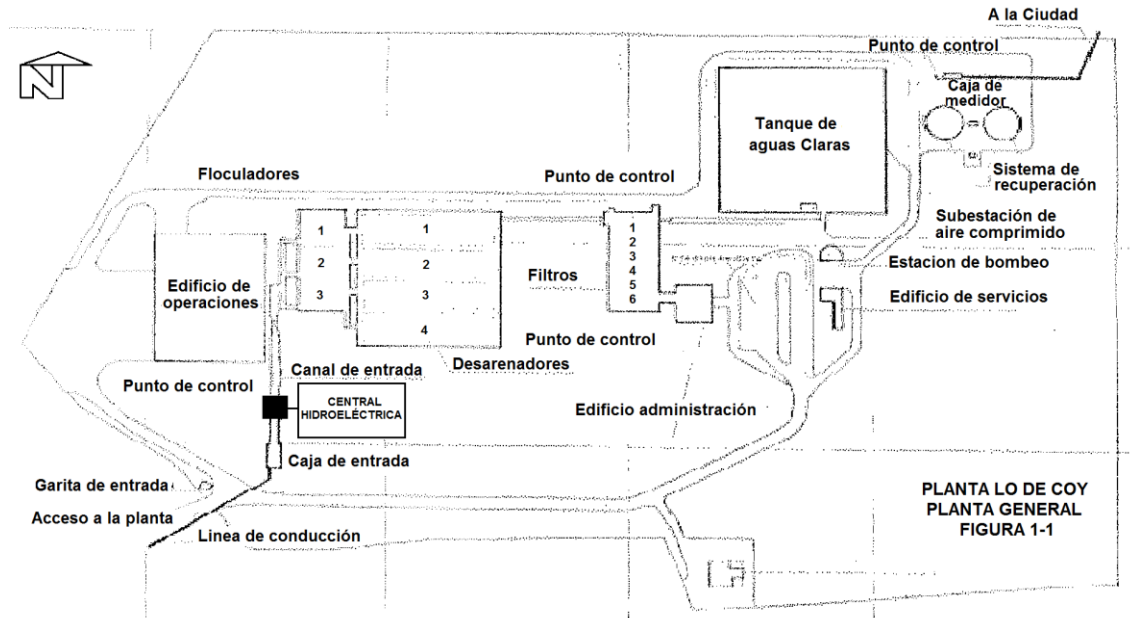 A la Ciudad
Punto de control
N
Caja de
medidor
Tanque de
aguas Claras
Floculadores
Punto de control
Sistema de
recuperación
1
2
3
1
2
3
4
1
2
3
4
5
6
Subestación de
aire comprimido
Edificio de
operaciones
Filtros
Estacion de bombeo
Edificio de servicios
Punto de control
Desarenadores
Canal de entrada
Punto de control
CENTRAL
HIDROELÉCTRICA
Edificio administración
Caja de entrada
Garita de entrada
Acceso a la planta
Linea de conducción
PLANTA LO DE COY
PLANTA GENERAL
FIGURA 1-1